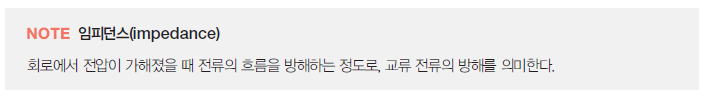 NOTE 임피던스(impedance)
회로에서 전압이 가해졌을 때 전류의 흐름을 방해하는 정도로, 교류 전류의 방해를 의미한다.